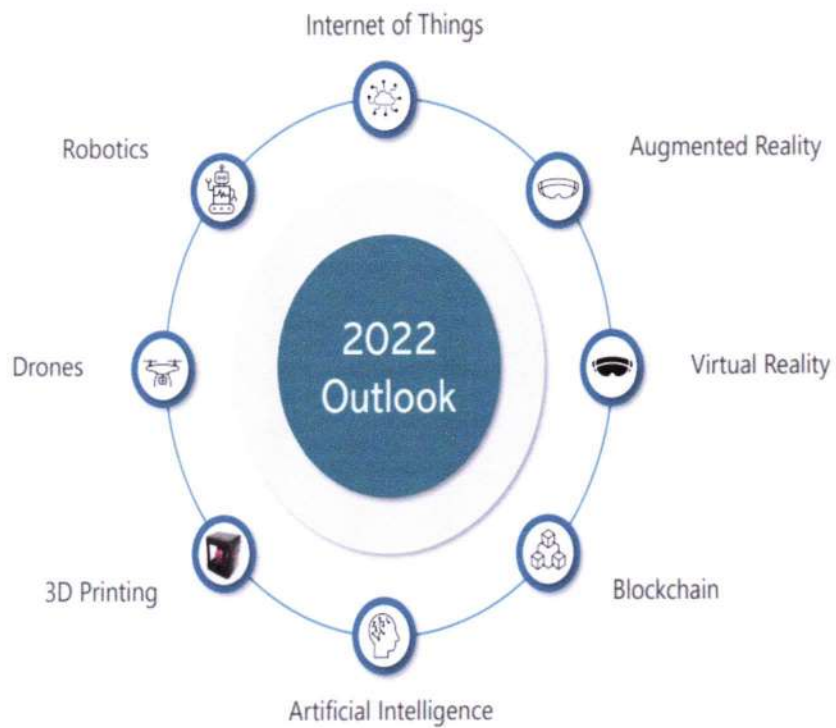 Internet of Things
Robotics
Augmented Reality
2022
Outlook
Drones
Virtual Reality
3D Printing
Blockchain
Artificial Intelligence